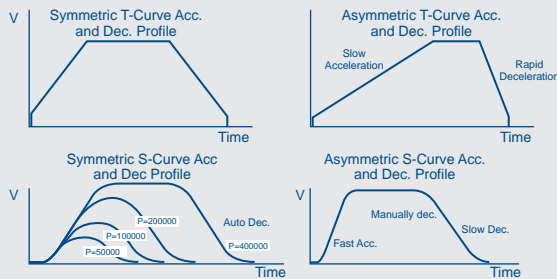 Symmetric T-Curve Acc.
and Dec. Profile
V
Time
Asymmetric T-Curve Acc.
and Dec. Profile
Slow
Acceleration
Rapid
Deceleration
Time
Symmetric S-Curve Acc
and Dec. Profile
V
P=200000
P=100000
P=50000
Auto Dec.
P=400000
Time
Asymmetric S-Curve Acc.
and Dec. Profile
V
Manually dec.
Fast Acc.
Slow Dec.
Time